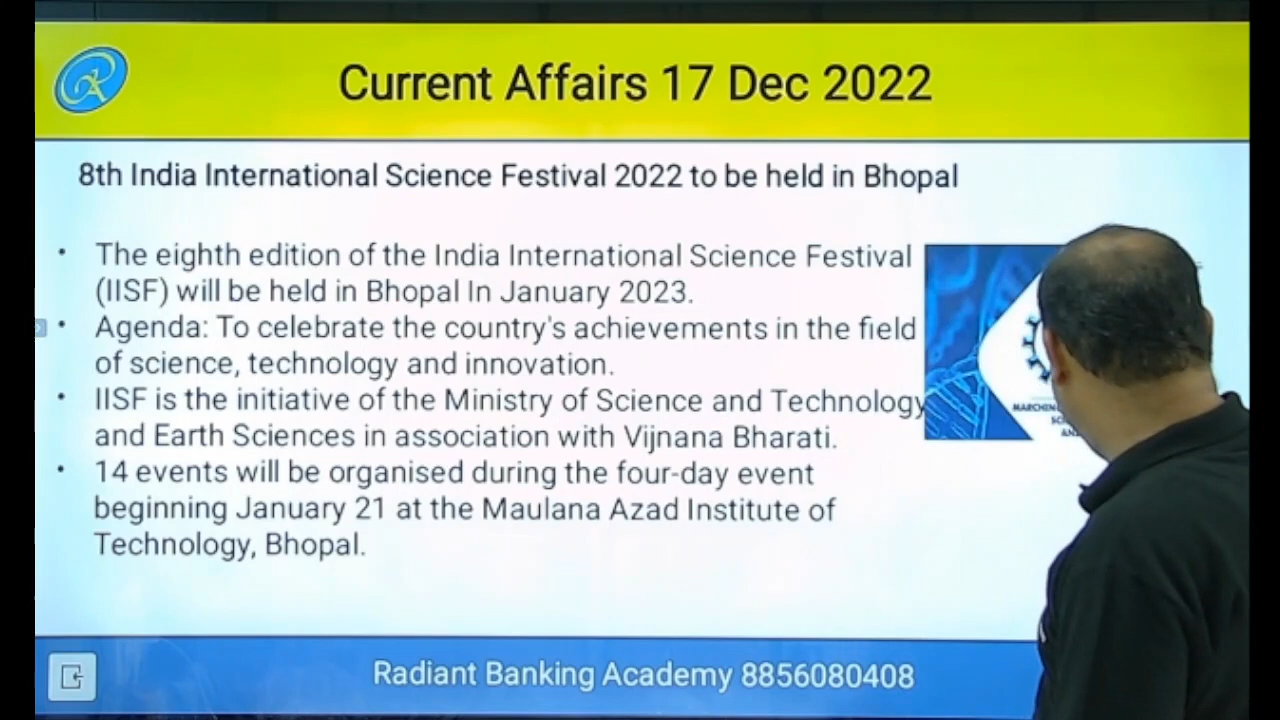 Current Affairs 17 Dec 2022
8th India International Science Festival 2022 to be held in Bhopal
• The eighth edition of the India International Science Festival
(IISF) will be held in Bhopal In January 2023.
• Agenda: To celebrate the country's achievements in the field
of science, technology and innovation.
• IISF is the initiative of the Ministry of Science and Technology
and Earth Sciences in association with Vijnana Bharati.
• 14 events will be organised during the four-day event
beginning January 21 at the Maulana Azad Institute of
Technology, Bhopal.
Radiant Banking Academy 8856080408